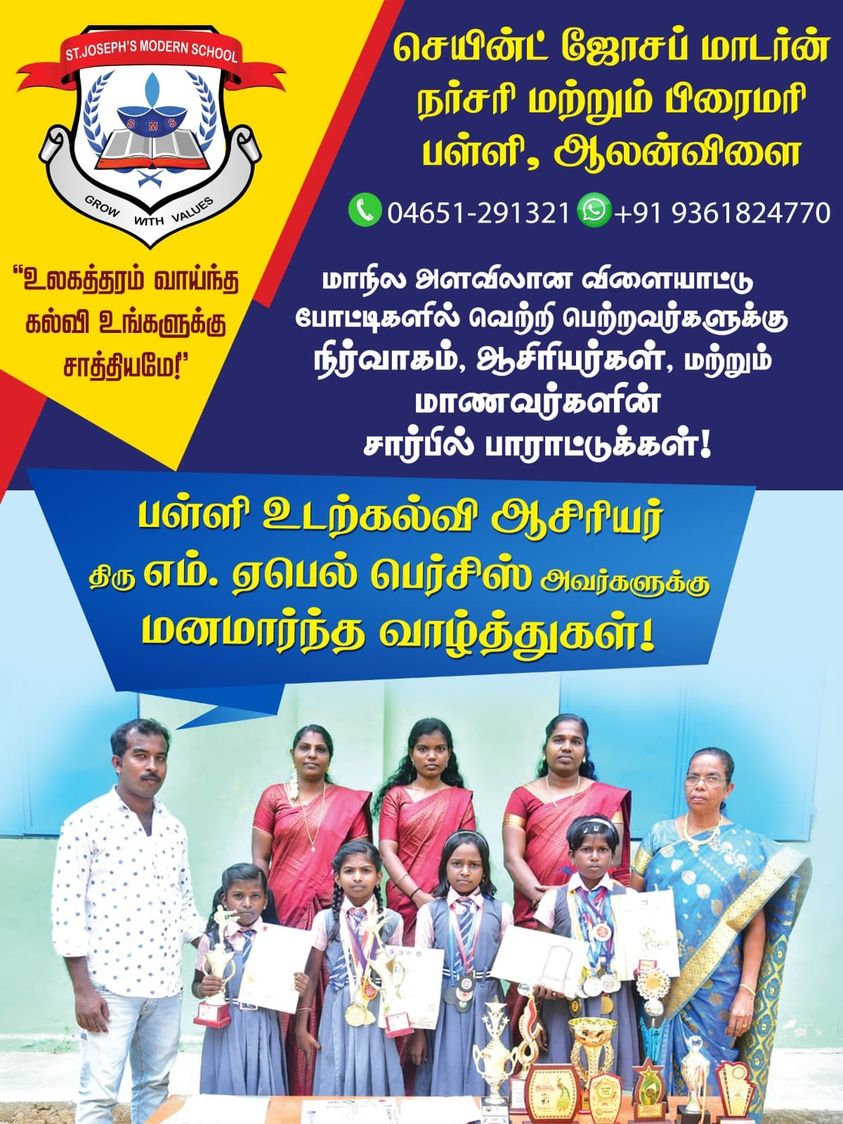 ST.JOSEPH'S MODERN SCHOOL
S M S
GROW WITH VALUES
செயின்ட் ஜோசப் மாடர்ன்
நர்சரி மற்றும் பிரைமரி
பள்ளி, ஆலன்விளை
04651-291321 +91 9361824770
"உலகத்தரம் வாய்ந்த
கல்வி உங்களுக்கு
சாத்தியமே!"
மாநில அளவிலான விளையாட்டு
போட்டிகளில் வெற்றி பெற்றவர்களுக்கு
நிர்வாகம், ஆசிரியர்கள், மற்றும்
மாணவர்களின்
சார்பில் பாராட்டுக்கள்!
பள்ளி உடற்கல்வி ஆசிரியர்
திரு எம். ஏபெல் பெர்சிஸ் அவர்களுக்கு
மனமார்ந்த வாழ்த்துகள்!